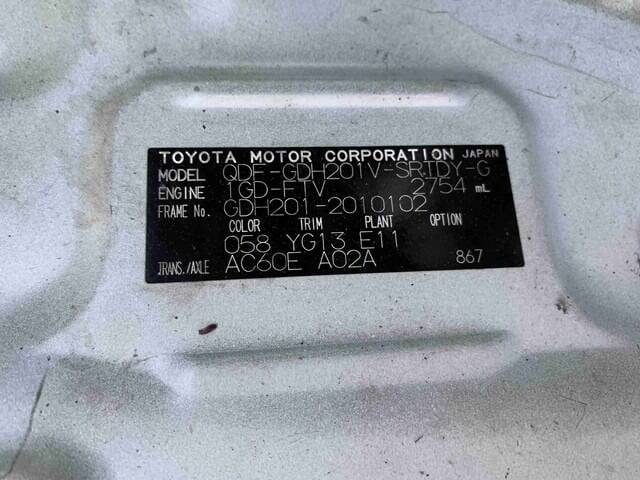 TOYOTA MOTOR CORPORATION JAPAN
MODEL QDF-GDH201V-SRTDY-G
ENGINE 1GD-FTV 2754 mL
FRAME No. GDH201-2010102
COLOR TRIM PLANT OPTION
058 YG13 E11
TRANS./AXLE AC60E A02A 867